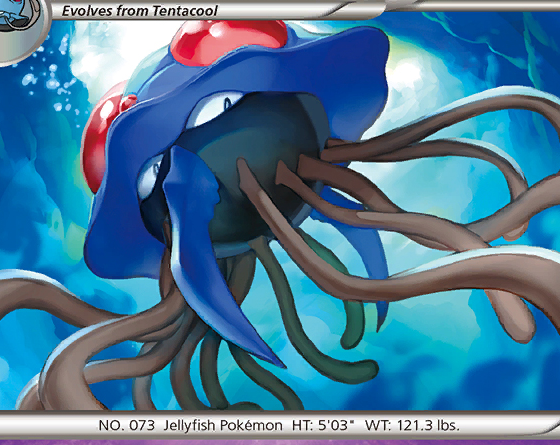 Evolves from Tentacool
NO. 073 Jellyfish Pokémon HT: 5'03" WT: 121.3 lbs.